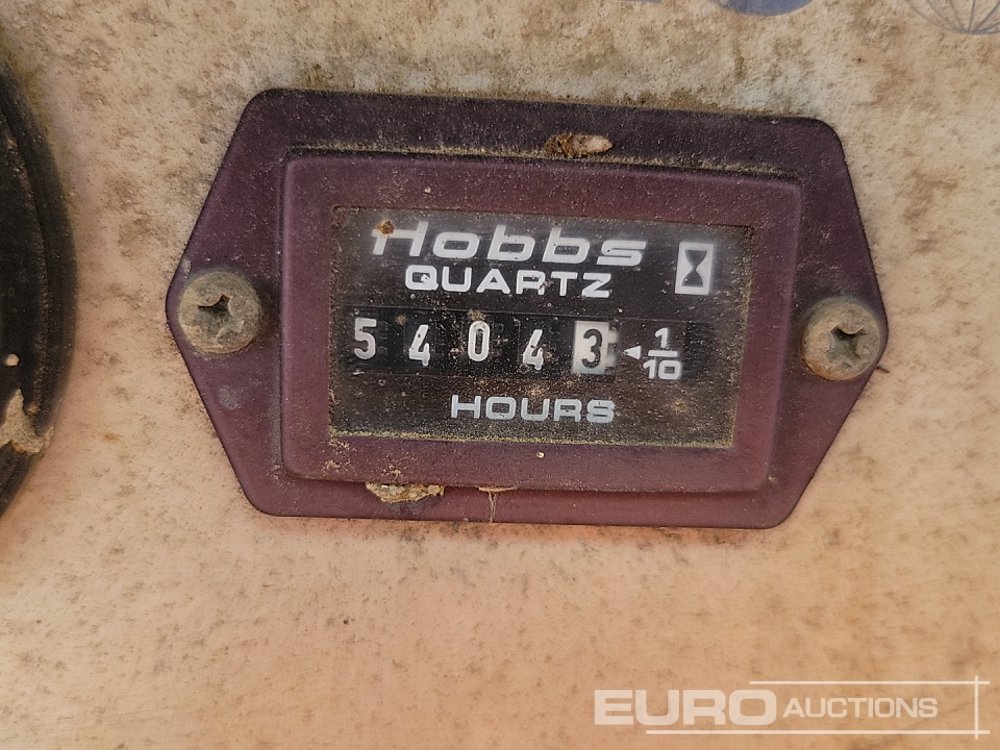 Hobbs
QUARTZ
54043 ◂ 1/10
HOURS
EURO AUCTIONS